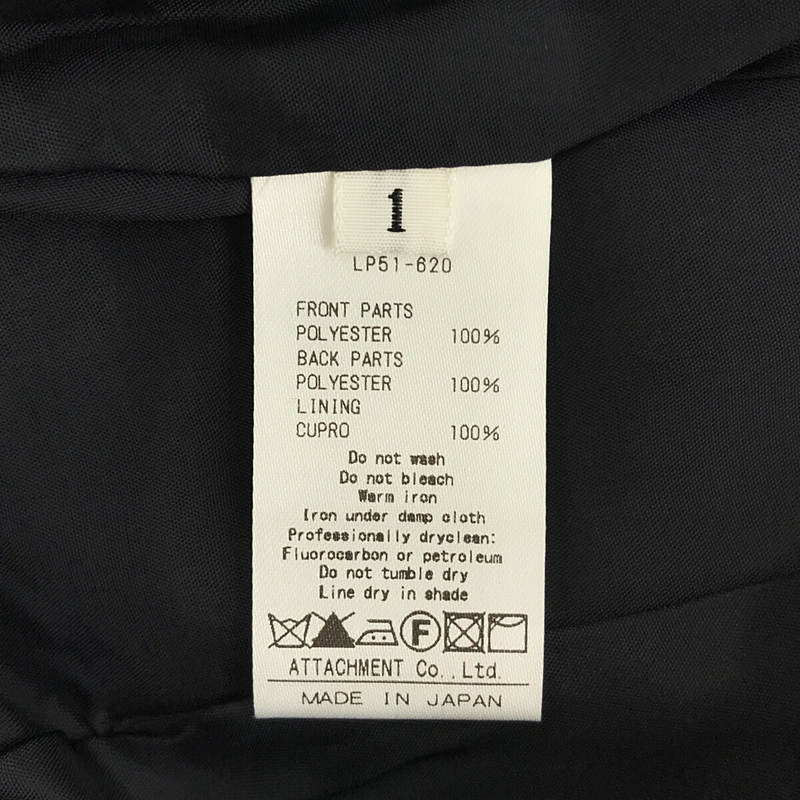 1
LP51-620
FRONT PARTS
POLYESTER 100%
BACK PARTS
POLYESTER 100%
LINING
CUPRO 100%
Do not wash
Do not bleach
Warm iron
Iron under damp cloth
Professionally dryclean:
Fluorocarbon or petroleum
Do not tumble dry
Line dry in shade
F
ATTACHMENT Co.,Ltd.
MADE IN JAPAN